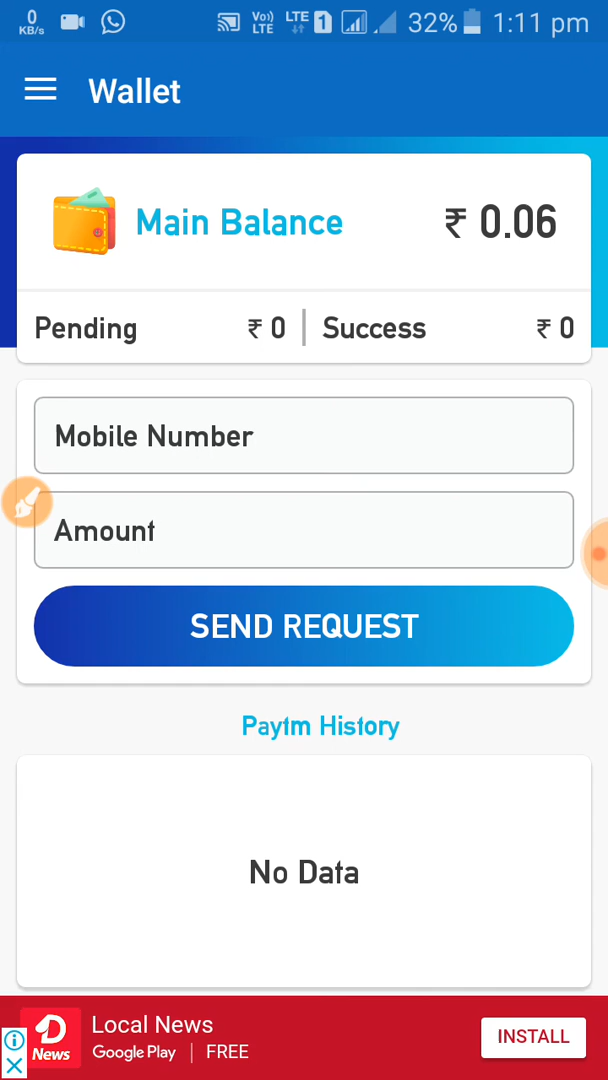 0
KB/s
Vo)
LTE
LTE
1
32%
1:11 pm
Wallet
Main Balance
₹ 0.06
Pending
₹ 0
Success
₹ 0
Mobile Number
Amount
SEND REQUEST
Paytm History
No Data
News
Local News
Google Play | FREE
INSTALL